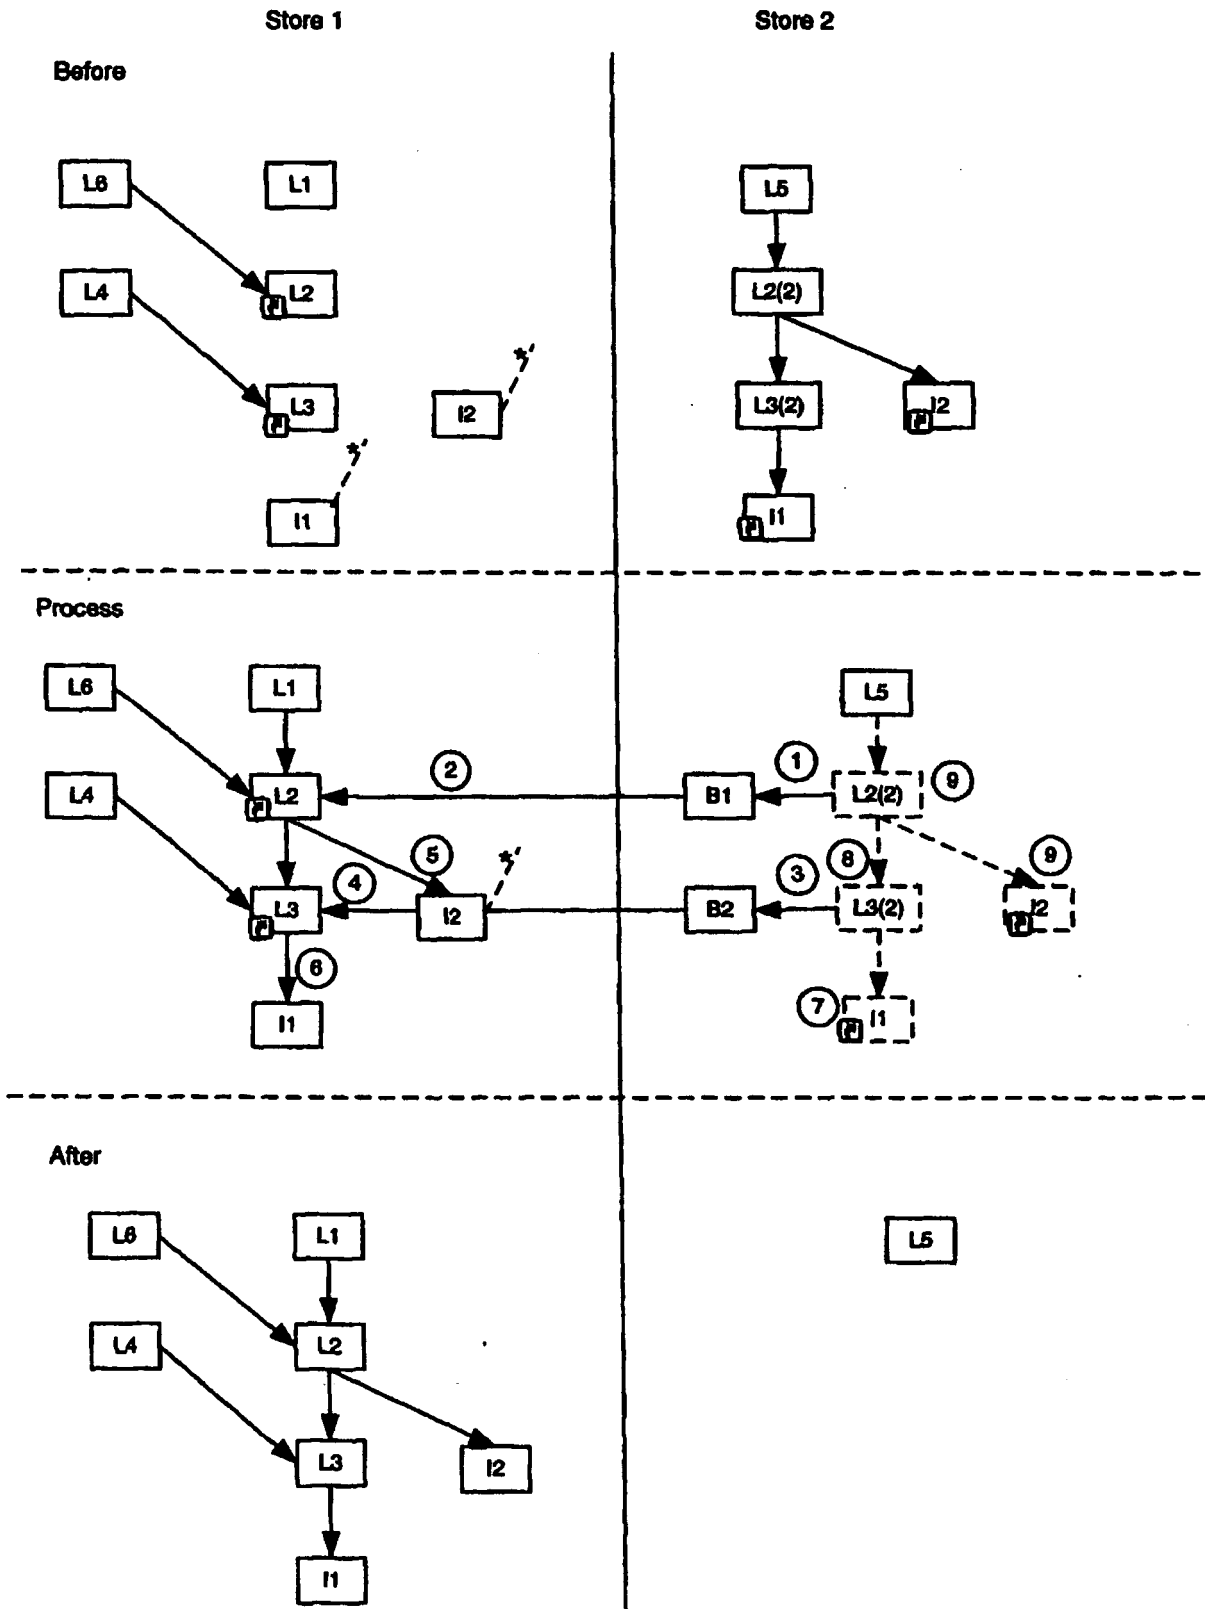 Store 1 Store 2
Before
L6 L1 L5
L4 L2 L2(2)
L3 I2 L3(2) I2
*'
*'
I1 I1
Process
L6 L1 L5
2 1
L4 L2 B1 L2(2) 9
5 *' 3 8 9
4
L3 I2 B2 L3(2) I2
6
I1 7 I1
After
L6 L1 L5
L4 L2
L3 I2
I1